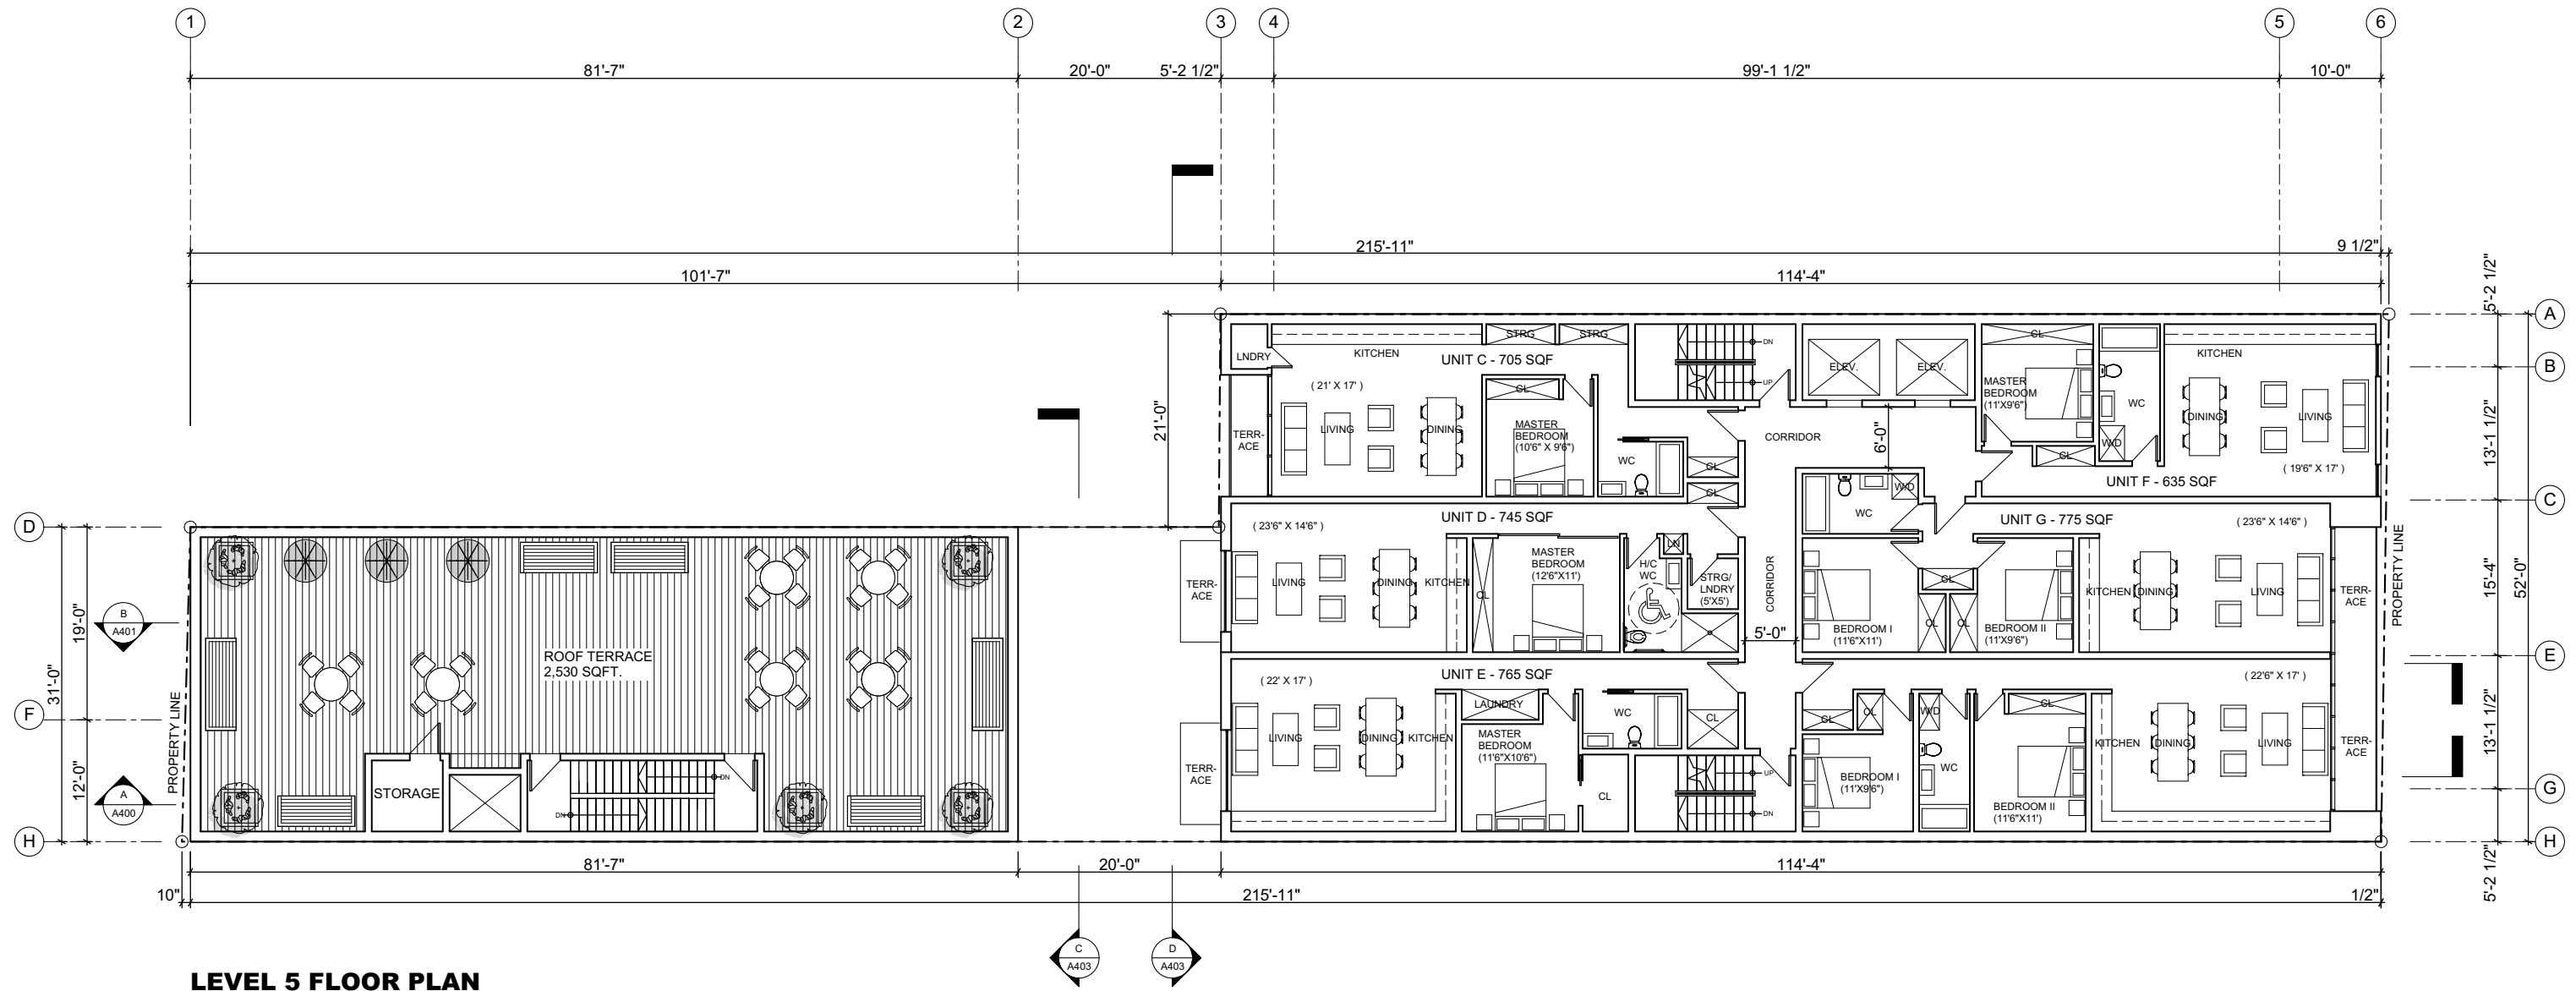 1 2 3 4 5 6
81'-7" 20'-0" 5'-2 1/2" 99'-1 1/2" 10'-0"
215'-11" 9 1/2"
101'-7" 114'-4"
5'-2 1/2"
A
B
13'-1 1/2"
C
15'-4"
52'-0"
E
13'-1 1/2"
G
H
5'-2 1/2"
PROPERTY LINE
21'-0"
LNDRY
KITCHEN
STRG
STRG
UNIT C - 705 SQF
( 21' X 17' )
CL
TERR-
ACE
LIVING
DINING
MASTER
BEDROOM
(10'6" X 9'6")
WC
CL
CL
DN
UP
ELEV.
ELEV.
CORRIDOR
6'-0"
CL
MASTER
BEDROOM
(11'X9'6")
WC
W/D
CL
KITCHEN
DINING
LIVING
( 19'6" X 17' )
UNIT F - 635 SQF
UNIT D - 745 SQF
( 23'6" X 14'6" )
TERR-
ACE
LIVING
DINING
KITCHEN
CL
MASTER
BEDROOM
(12'6"X11')
H/C
WC
LN
STRG/
LNDRY
(5'X5')
CORRIDOR
5'-0"
WC
W/D
UNIT G - 775 SQF
( 23'6" X 14'6" )
CL
CL
CL
BEDROOM I
(11'6"X11')
BEDROOM II
(11'X9'6")
KITCHEN
DINING
LIVING
TERR-
ACE
UNIT E - 765 SQF
( 22' X 17' )
TERR-
ACE
LIVING
DINING
KITCHEN
LAUNDRY
MASTER
BEDROOM
(11'6"X10'6")
WC
CL
CL
UP
DN
CL
CL
W/D
CL
BEDROOM I
(11'X9'6")
WC
BEDROOM II
(11'6"X11')
( 22'6" X 17' )
KITCHEN
DINING
LIVING
TERR-
ACE
D
F
H
31'-0"
19'-0"
12'-0"
B
A401
A
A400
PROPERTY LINE
ROOF TERRACE
2,530 SQFT.
STORAGE
DN
DN
81'-7" 20'-0" 114'-4"
10" 215'-11" 1/2"
C
A403
D
A403
LEVEL 5 FLOOR PLAN